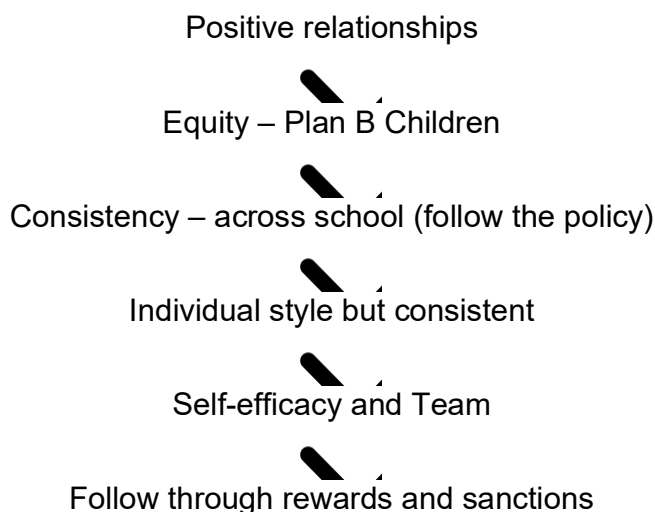 Positive relationships
Equity – Plan B Children
Consistency – across school (follow the policy)
Individual style but consistent
Self-efficacy and Team
Follow through rewards and sanctions